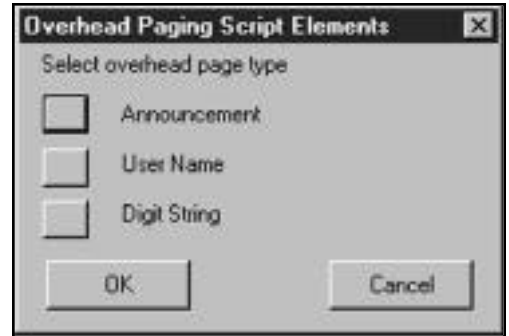 Overhead Paging Script Elements
Select overhead page type
Announcement
User Name
Digit String
OK Cancel